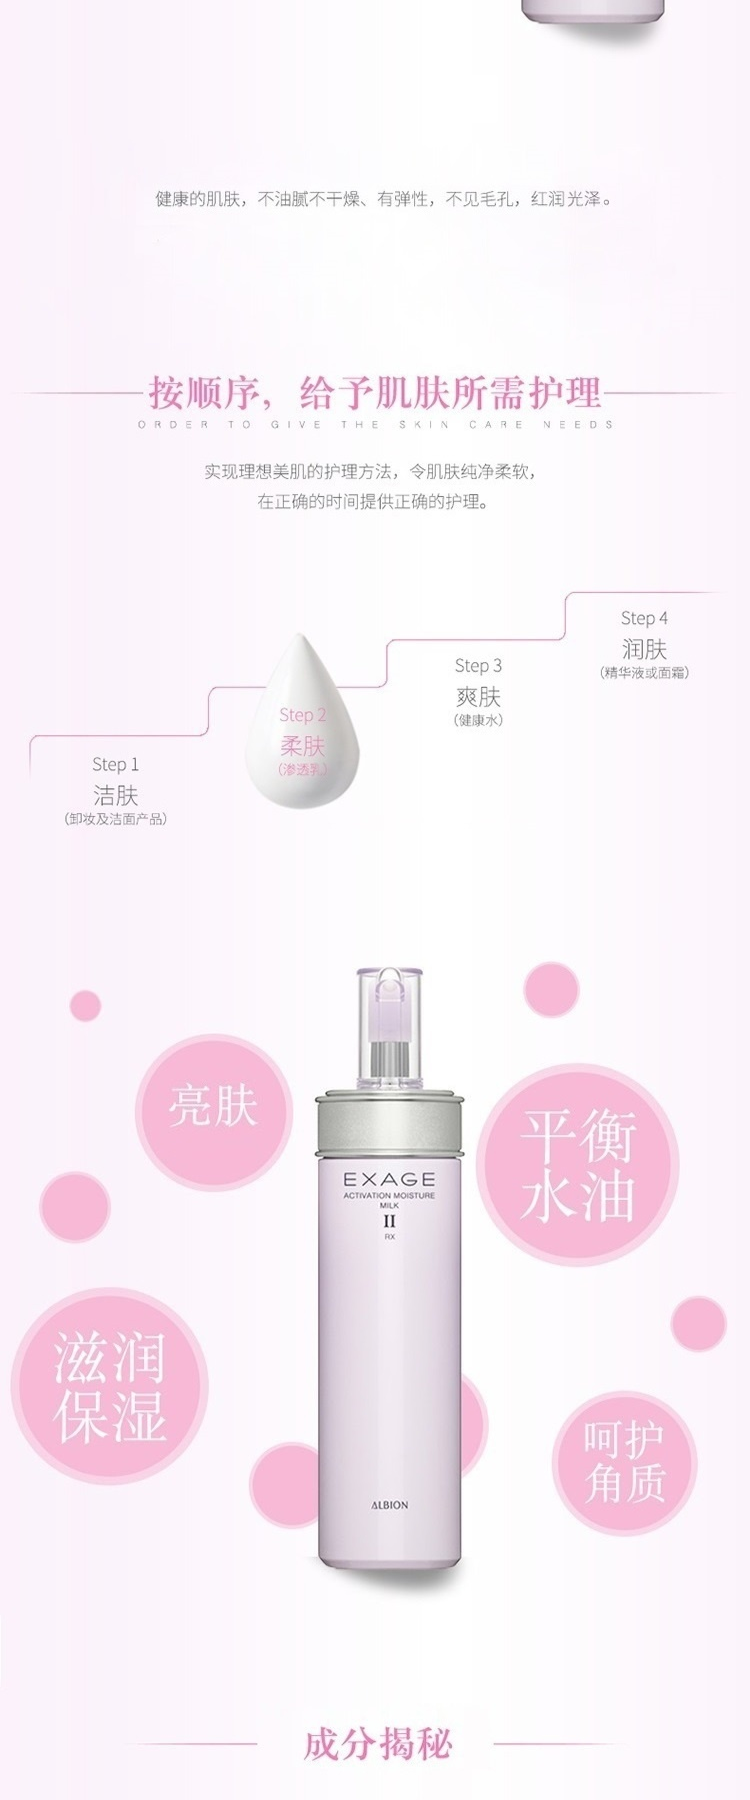 健康的肌肤，不油腻不干燥、有弹性，不见毛孔，红润光泽。
按顺序，给予肌肤所需护理
ORDER TO GIVE THE SKIN CARE NEEDS
实现理想美肌的护理方法，令肌肤纯净柔软，
在正确的时间提供正确的护理。
Step 1
洁肤
（卸妆及洁面产品）
Step 2
柔肤
（渗透乳）
Step 3
爽肤
（健康水）
Step 4
润肤
（精华液或面霜）
亮肤
平衡
水油
EXAGE
ACTIVATION MOISTURE
MILK
II
RX
滋润
保湿
呵护
角质
ALBION
成分揭秘